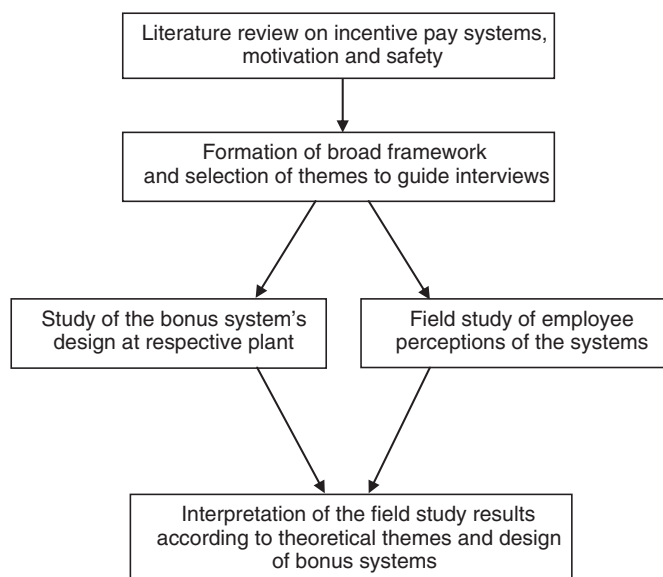 Literature review on incentive pay systems,
motivation and safety
Formation of broad framework
and selection of themes to guide interviews
Study of the bonus system's
design at respective plant
Field study of employee
perceptions of the systems
Interpretation of the field study results
according to theoretical themes and design
of bonus systems